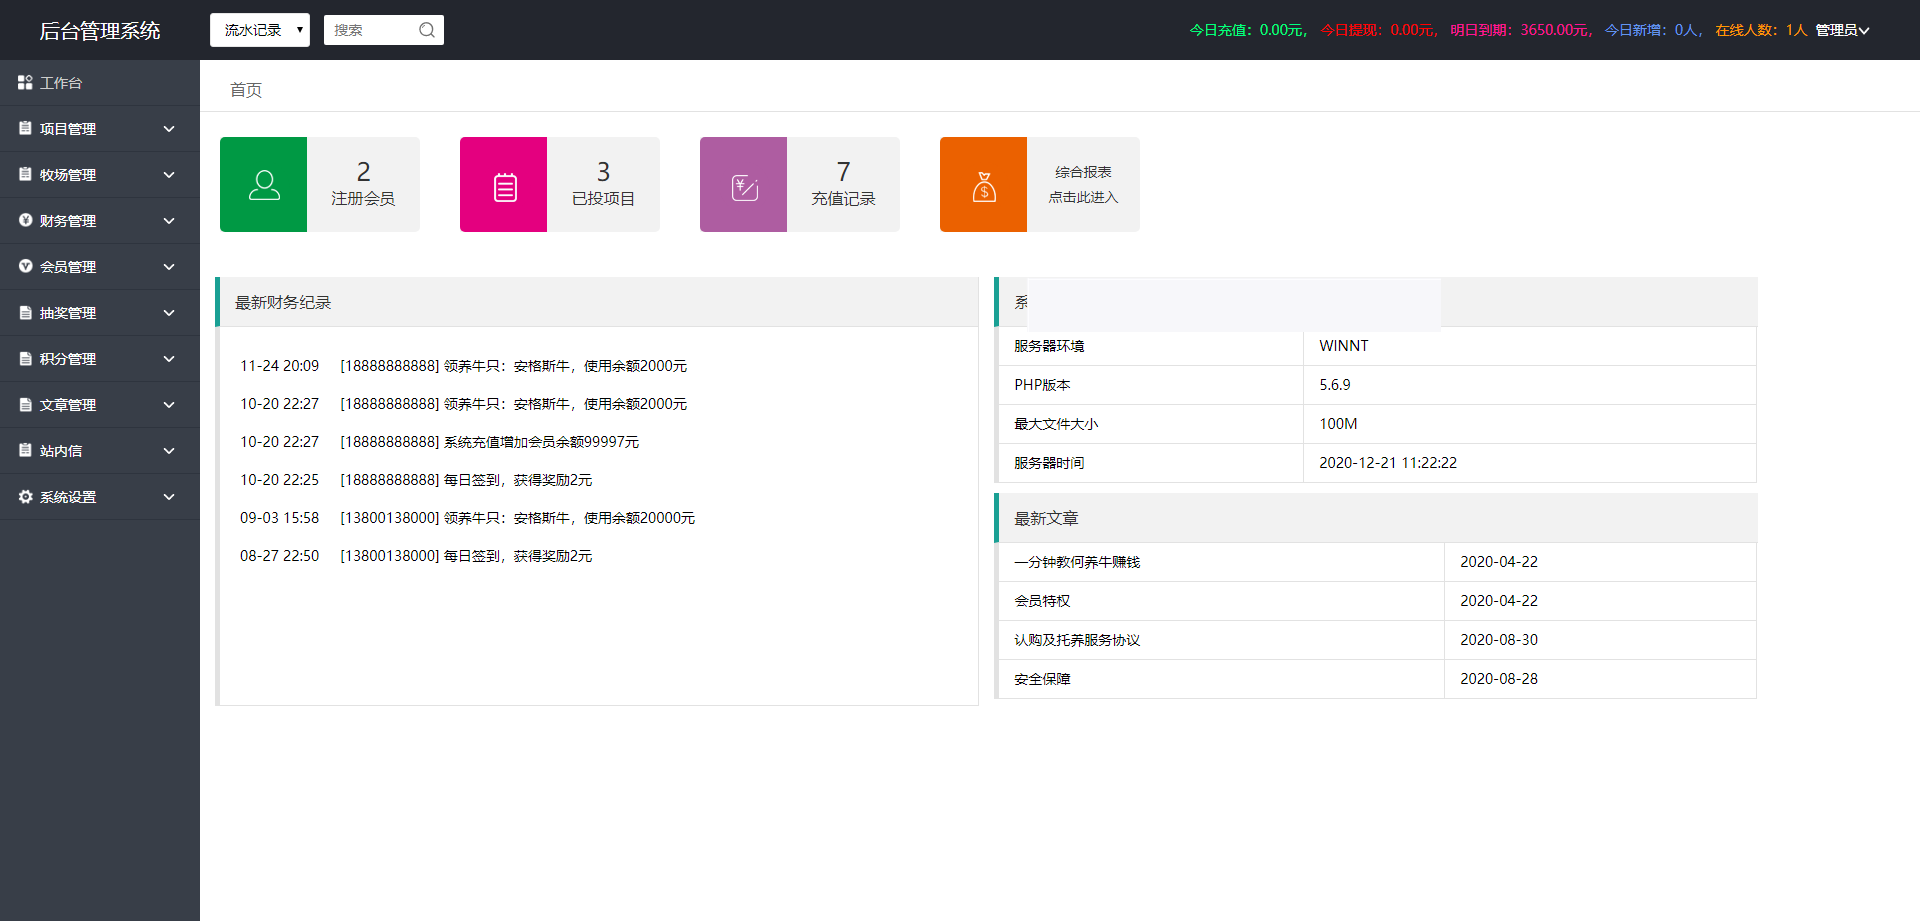 后台管理系统
流水记录
搜索
今日充值：0.00元， 今日提现：0.00元， 明日到期：3650.00元， 今日新增：0人， 在线人数：1人 管理员
工作台
项目管理
牧场管理
财务管理
会员管理
抽奖管理
积分管理
文章管理
站内信
系统设置
首页
2
注册会员
3
已投项目
7
充值记录
综合报表
点击此进入
最新财务纪录
11-24 20:09 [18888888888] 领养牛只：安格斯牛，使用余额2000元
10-20 22:27 [18888888888] 领养牛只：安格斯牛，使用余额2000元
10-20 22:27 [18888888888] 系统充值增加会员余额99997元
10-20 22:25 [18888888888] 每日签到，获得奖励2元
09-03 15:58 [13800138000] 领养牛只：安格斯牛，使用余额20000元
08-27 22:50 [13800138000] 每日签到，获得奖励2元
系
服务器环境 WINNT
PHP版本 5.6.9
最大文件大小 100M
服务器时间 2020-12-21 11:22:22
最新文章
一分钟教何养牛赚钱 2020-04-22
会员特权 2020-04-22
认购及托养服务协议 2020-08-30
安全保障 2020-08-28